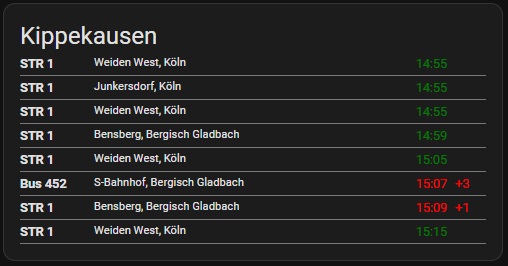 Kippekausen
STR 1 Weiden West, Köln 14:55
STR 1 Junkersdorf, Köln 14:55
STR 1 Weiden West, Köln 14:55
STR 1 Bensberg, Bergisch Gladbach 14:59
STR 1 Weiden West, Köln 15:05
Bus 452 S-Bahnhof, Bergisch Gladbach 15:07 +3
STR 1 Bensberg, Bergisch Gladbach 15:09 +1
STR 1 Weiden West, Köln 15:15